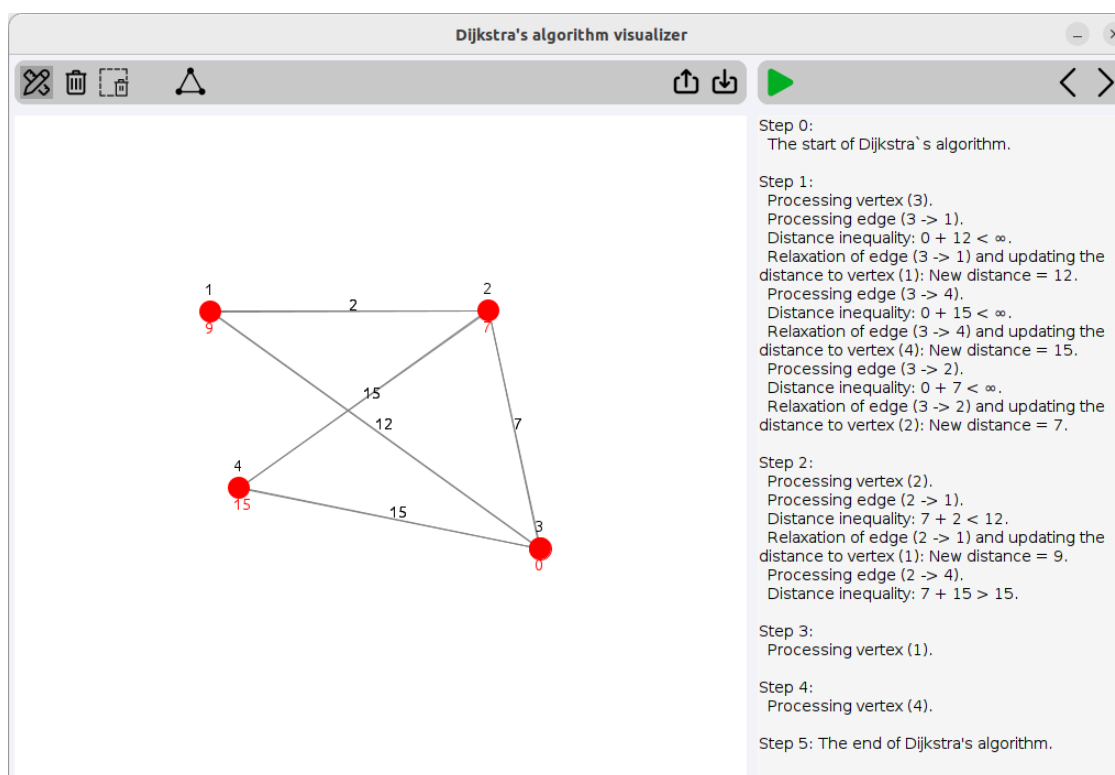 Dijkstra's algorithm visualizer
Step 0:
The start of Dijkstra`s algorithm.
Step 1:
Processing vertex (3).
Processing edge (3 -> 1).
Distance inequality: 0 + 12 < ∞.
Relaxation of edge (3 -> 1) and updating the
distance to vertex (1): New distance = 12.
Processing edge (3 -> 4).
Distance inequality: 0 + 15 < ∞.
Relaxation of edge (3 -> 4) and updating the
distance to vertex (4): New distance = 15.
Processing edge (3 -> 2).
Distance inequality: 0 + 7 < ∞.
Relaxation of edge (3 -> 2) and updating the
distance to vertex (2): New distance = 7.
Step 2:
Processing vertex (2).
Processing edge (2 -> 1).
Distance inequality: 7 + 2 < 12.
Relaxation of edge (2 -> 1) and updating the
distance to vertex (1): New distance = 9.
Processing edge (2 -> 4).
Distance inequality: 7 + 15 > 15.
Step 3:
Processing vertex (1).
Step 4:
Processing vertex (4).
Step 5: The end of Dijkstra's algorithm.
1
2
2
9
7
15
12
7
4
15
15
3
0